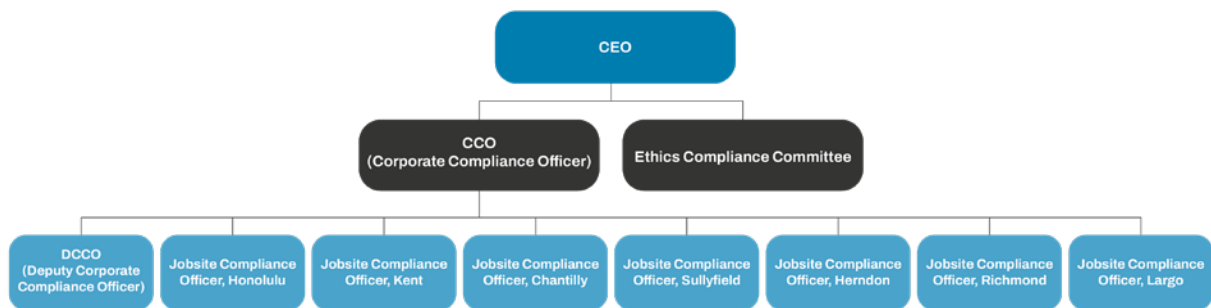 CEO
CCO
(Corporate Compliance Officer)
Ethics Compliance Committee
DCCO
(Deputy Corporate
Compliance Officer)
Jobsite Compliance
Officer, Honolulu
Jobsite Compliance
Officer, Kent
Jobsite Compliance
Officer, Chantilly
Jobsite Compliance
Officer, Sullyfield
Jobsite Compliance
Officer, Herndon
Jobsite Compliance
Officer, Richmond
Jobsite Compliance
Officer, Largo